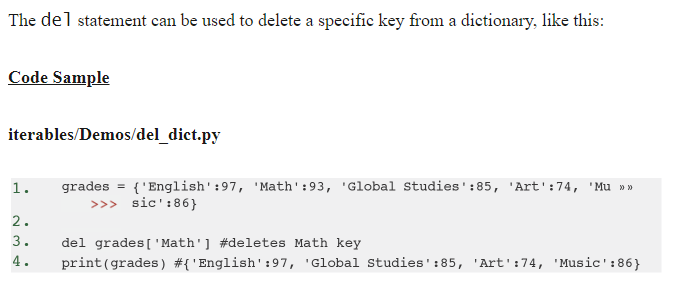 The del statement can be used to delete a specific key from a dictionary, like this:
Code Sample
iterables/Demos/del_dict.py
1. grades = {'English':97, 'Math':93, 'Global Studies':85, 'Art':74, 'Mu »»
>>> sic':86}
2.
3. del grades['Math'] #deletes Math key
4. print(grades) #{'English':97, 'Global Studies':85, 'Art':74, 'Music':86}